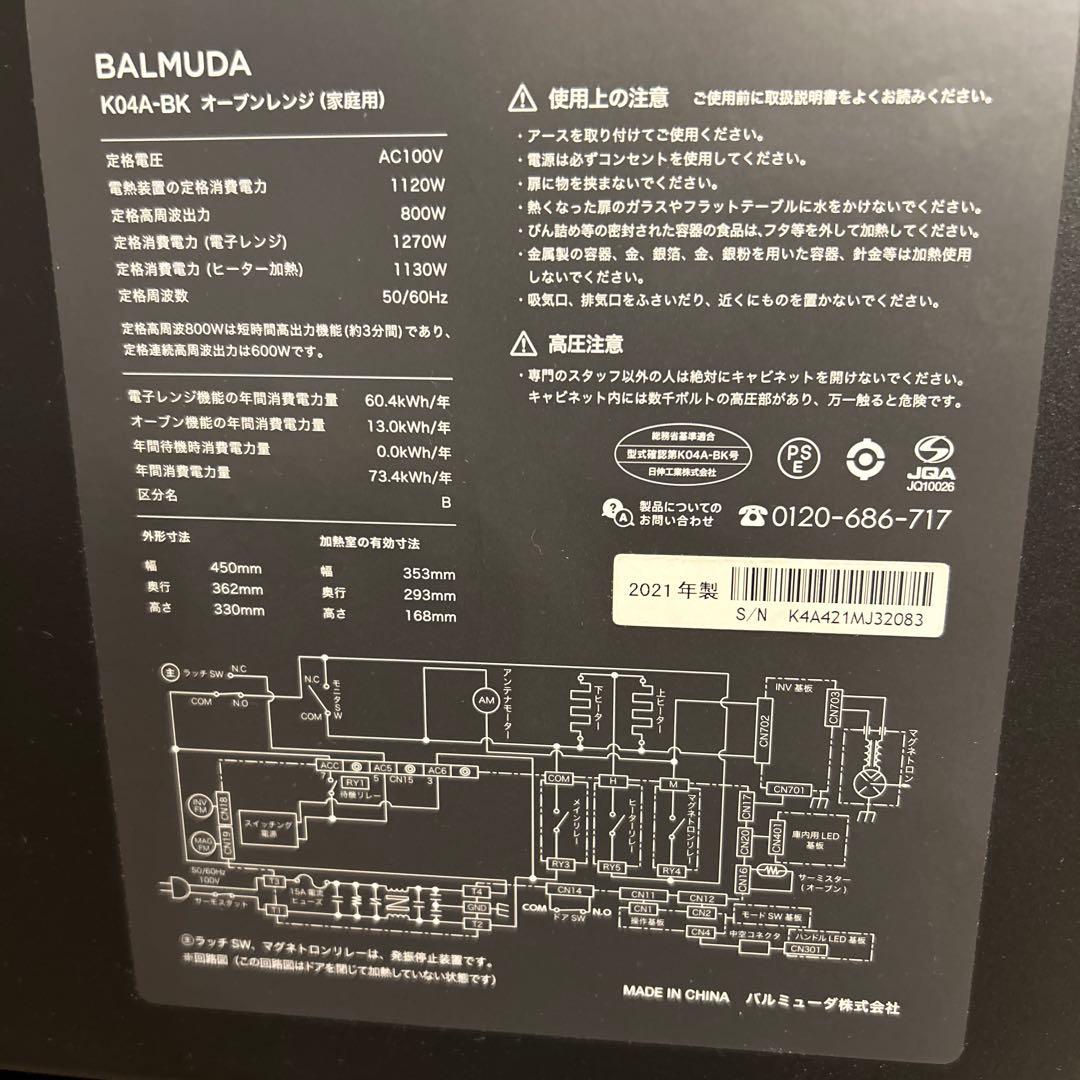 BALMUDA
K04A-BK オーブンレンジ (家庭用)
定格電圧 AC100V
電熱装置の定格消費電力 1120W
定格高周波出力 800W
定格消費電力 (電子レンジ) 1270W
定格消費電力 (ヒーター加熱) 1130W
定格周波数 50/60Hz
定格高周波800Wは短時間高出力機能 (約3分間) であり、
定格連続高周波出力は600Wです。
電子レンジ機能の年間消費電力量 60.4kWh/年
オーブン機能の年間消費電力量 13.0kWh/年
年間待機時消費電力量 0.0kWh/年
年間消費電力量 73.4kWh/年
区分名 B
外形寸法
幅 450mm
奥行 362mm
高さ 330mm
加熱室の有効寸法
幅 353mm
奥行 293mm
高さ 168mm
使用上の注意 ご使用前に取扱説明書をよくお読みください。
・アースを取り付けてご使用ください。
・電源は必ずコンセントを使用してください。
・扉に物を挟まないでください。
・熱くなった扉のガラスやフラットテーブルに水をかけないでください。
・びん詰め等の密封された容器の食品は、フタ等を外して加熱してください。
・金属製の容器、金、銀箔、金、銀粉を用いた容器、針金等は加熱使用
しないでください。
・吸気口、排気口をふさいだり、近くにものを置かないでください。
高圧注意
・専門のスタッフ以外の人は絶対にキャビネットを開けないでください。
キャビネット内には数千ボルトの高圧部があり、万一触ると危険です。
総務省基準適合
型式確認第K04A-BK号
日伸工業株式会社
PS
E
JQA
JQ10026
?
A
製品についての
お問い合わせ
0120-686-717
2021 年製
S/N K4A421MJ32083
主 ラッチ SW
N.C
COM
N.O
N.C
モニタSW
COM
AM
アンテナモーター
下ヒーター
上ヒーター
INV 基板
CN702
CN703
CN701
マグネトロン
ACC
AC5
AC6
7
5
CN15
3
RY1
待機リレー
INV
FM
MAG
FM
CN18
CN19
スイッチング
電源
COM
メインリレー
RY3
H
ヒーターリレー
RY5
M
マグネトロンリレー
RY4
CN17
CN20
CN16
CN401
庫内用 LED
基板
サーミスター
(オーブン)
50/60Hz
100V
サーモスタット
T3
T1
15A 電流
ヒューズ
T4
GND
T2
CN14
COM
ドア SW
N.O
CN11
CN12
CN1
操作基板
CN2
モード SW 基板
CN4
中空コネクタ
ハンドル LED 基板
CN301
主ラッチ SW、マグネトロンリレーは、発振停止装置です。
※回路図 (この回路図はドアを閉じて加熱していない状態です)
MADE IN CHINA バルミューダ株式会社